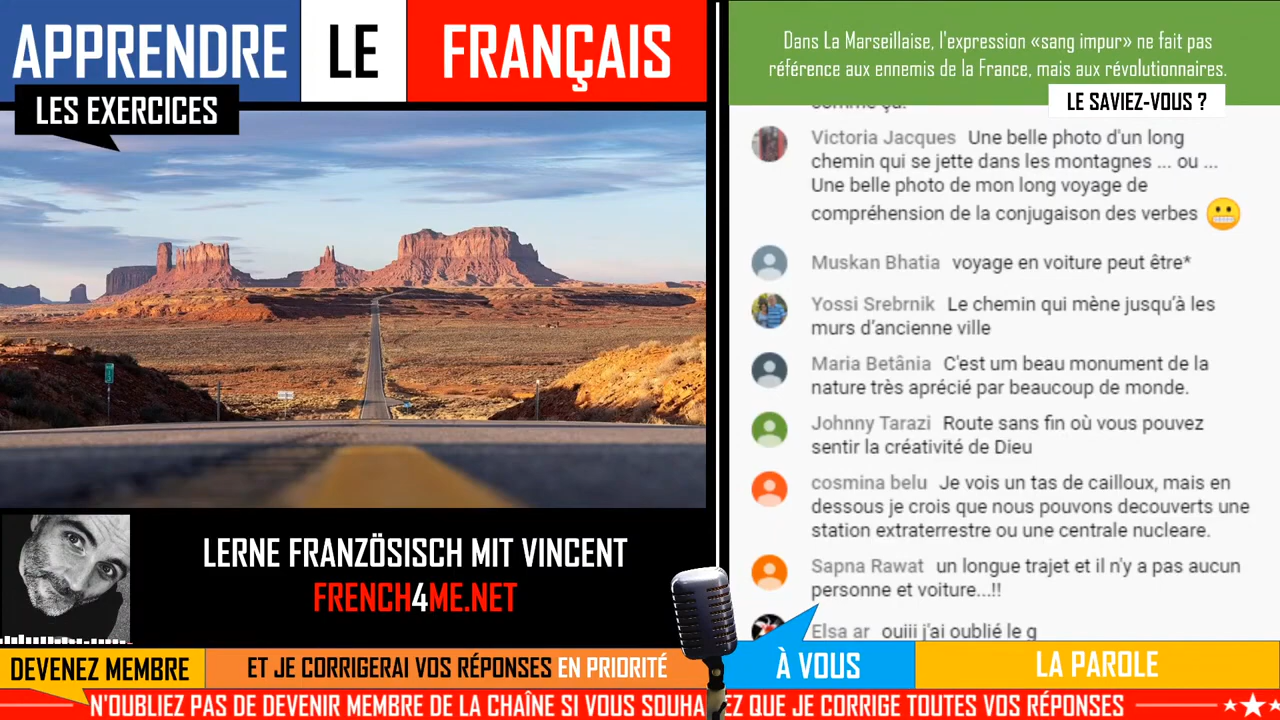 APPRENDRE LE FRANÇAIS
LES EXERCICES
LERNE FRANZÖSISCH MIT VINCENT
FRENCH4ME.NET
DEVENEZ MEMBRE
ET JE CORRIGERAI VOS RÉPONSES EN PRIORITÉ
Dans La Marseillaise, l'expression «sang impur» ne fait pas
référence aux ennemis de la France, mais aux révolutionnaires.
LE SAVIEZ-VOUS ?
comme ça.
Victoria Jacques Une belle photo d'un long
chemin qui se jette dans les montagnes ... ou ...
Une belle photo de mon long voyage de
compréhension de la conjugaison des verbes 😬
Muskan Bhatia voyage en voiture peut être*
Yossi Srebrnik Le chemin qui mène jusqu'à les
murs d'ancienne ville
Maria Betânia C'est um beau monument de la
nature très aprécié par beaucoup de monde.
Johnny Tarazi Route sans fin où vous pouvez
sentir la créativité de Dieu
cosmina belu Je vois un tas de cailloux, mais en
dessous je crois que nous pouvons decouverts une
station extraterrestre ou une centrale nucleare.
Sapna Rawat un longue trajet et il n'y a pas aucun
personne et voiture...!!
Elsa ar ouiii j'ai oublié le g
À VOUS
LA PAROLE
N'OUBLIEZ PAS DE DEVENIR MEMBRE DE LA CHAÎNE SI VOUS SOUHA EZ QUE JE CORRIGE TOUTES VOS RÉPONSES